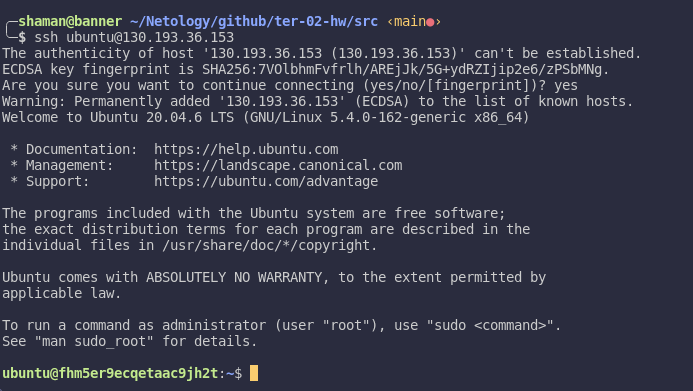 ╭─shaman@banner ~/Netology/github/ter-02-hw/src ‹main●›
╰─$ ssh ubuntu@130.193.36.153
The authenticity of host '130.193.36.153 (130.193.36.153)' can't be established.
ECDSA key fingerprint is SHA256:7VOlbhmFvfrlh/AREjJk/5G+ydRZIjip2e6/zPSbMNg.
Are you sure you want to continue connecting (yes/no/[fingerprint])? yes
Warning: Permanently added '130.193.36.153' (ECDSA) to the list of known hosts.
Welcome to Ubuntu 20.04.6 LTS (GNU/Linux 5.4.0-162-generic x86_64)

 * Documentation:  https://help.ubuntu.com
 * Management:     https://landscape.canonical.com
 * Support:        https://ubuntu.com/advantage

The programs included with the Ubuntu system are free software;
the exact distribution terms for each program are described in the
individual files in /usr/share/doc/*/copyright.

Ubuntu comes with ABSOLUTELY NO WARRANTY, to the extent permitted by
applicable law.

To run a command as administrator (user "root"), use "sudo <command>".
See "man sudo_root" for details.

ubuntu@fhm5er9ecqetaac9jh2t:~$